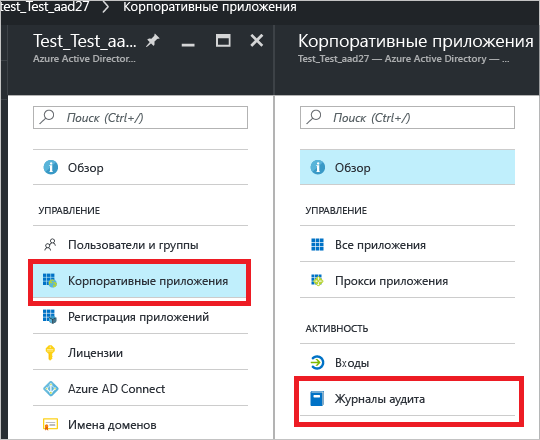 test_Test_aad27 > Корпоративные приложения
Test_Test_aa...
Azure Active Director...
Поиск (Ctrl+/)
Обзор
УПРАВЛЕНИЕ
Пользователи и группы
Корпоративные приложения
Регистрация приложений
Лицензии
Azure AD Connect
Имена доменов
Корпоративные приложения
Test_Test_aad27 — Azure Active Directory — ...
Поиск (Ctrl+/)
Обзор
УПРАВЛЕНИЕ
Все приложения
Прокси приложения
АКТИВНОСТЬ
Входы
Журналы аудита